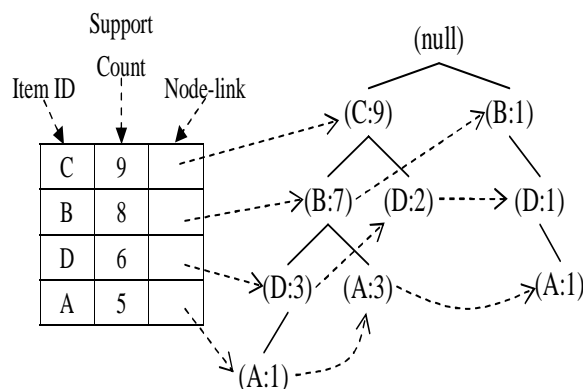 Support
Count
Item ID
Node-link
C 9
B 8
D 6
A 5
(null)
(C:9) (B:1)
(B:7) (D:2) (D:1)
(D:3) (A:3) (A:1)
(A:1)